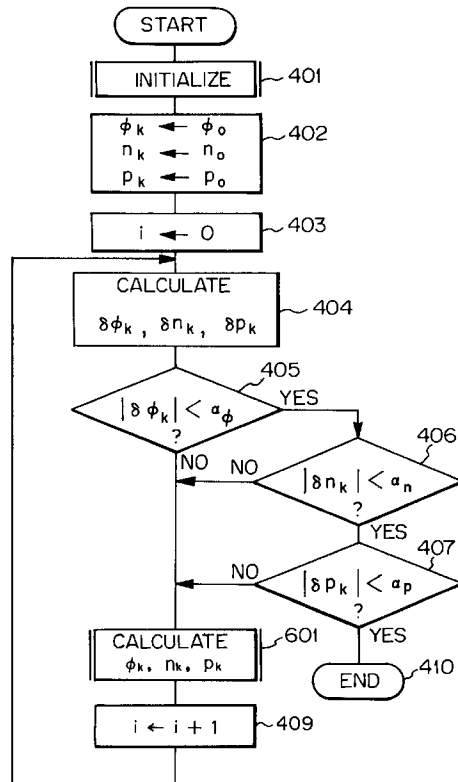 START
INITIALIZE
401
ϕk ← ϕo
nk ← no
pk ← po
402
i ← 0
403
CALCULATE
δϕk , δnk, δpk
404
405
|δϕk| < αϕ
?
YES
NO
406
|δnk| < αn
?
NO
YES
407
|δpk| < αp
?
NO
YES
CALCULATE
ϕk, nk, pk
601
END
410
i ← i + 1
409